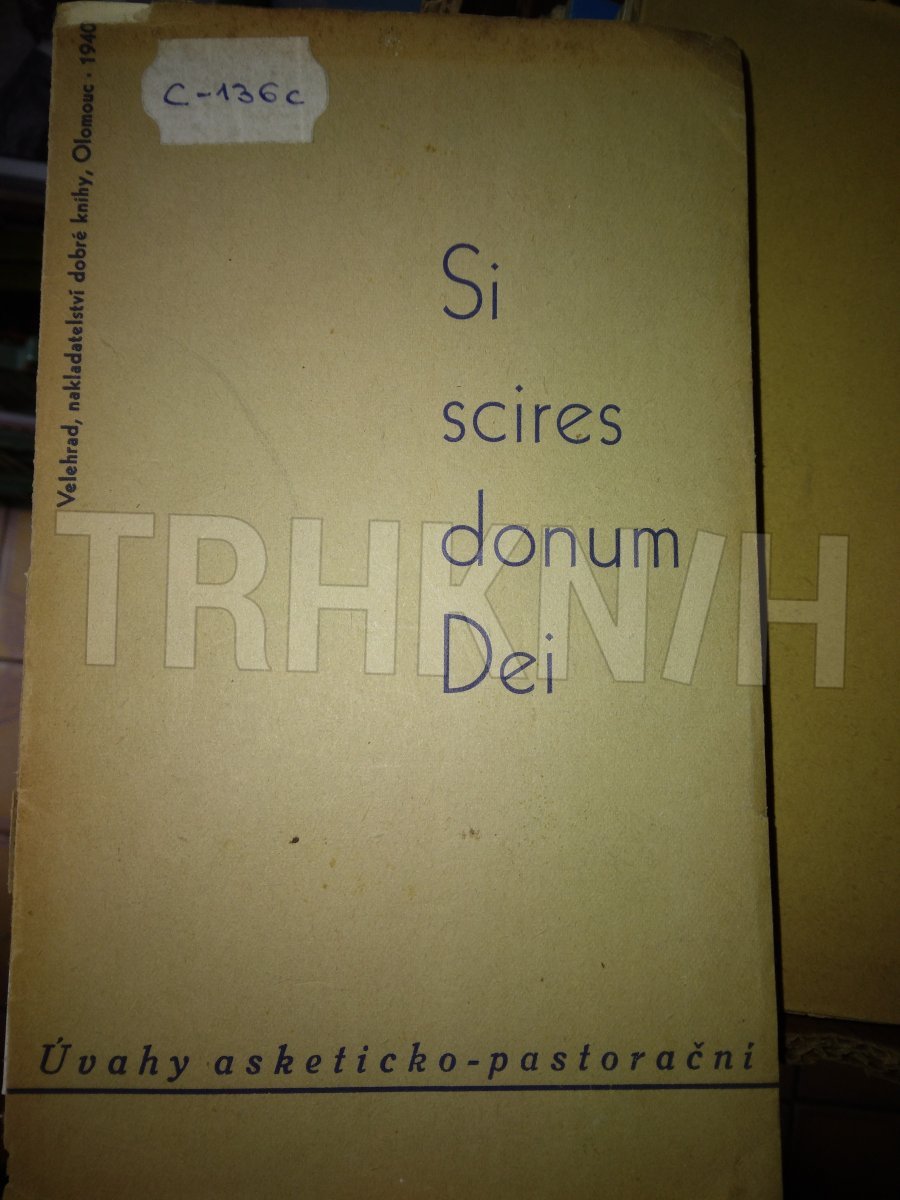 C-136c
Velehrad, nakladatelství dobré knihy, Olomouc · 1940
Si
scires
donum
Dei
TRHKNIH
Úvahy asketicko-pastorační